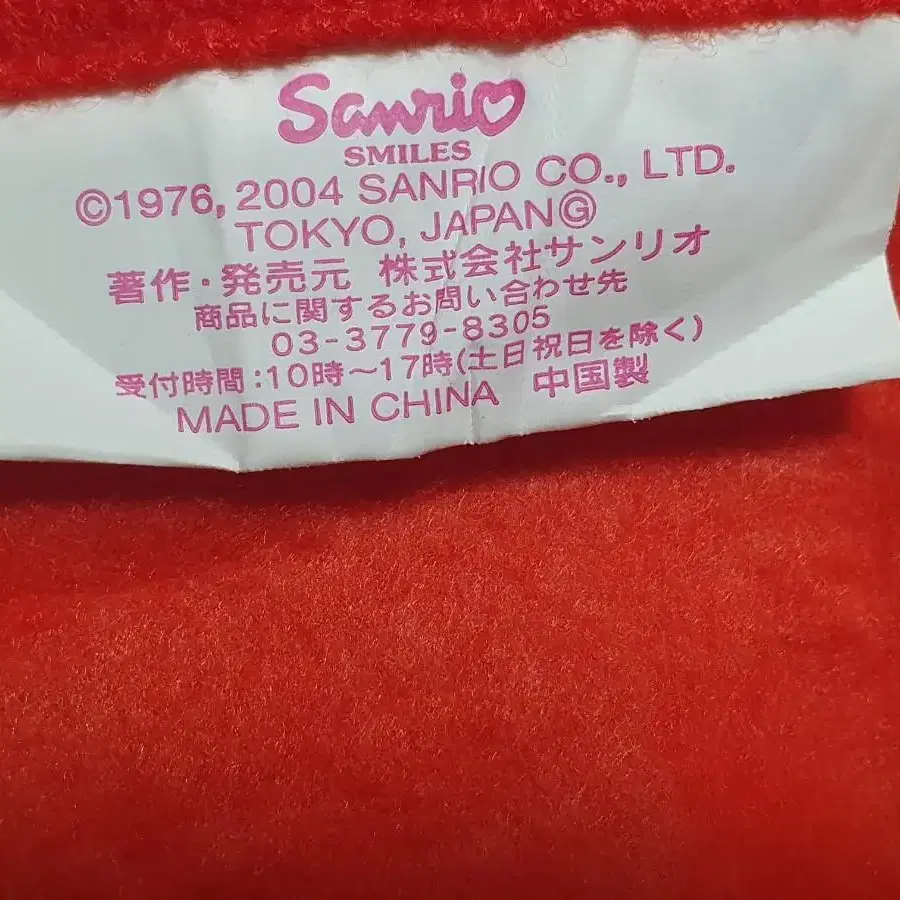 Sanrio
SMILES
©1976, 2004 SANRIO CO., LTD.
TOKYO, JAPANⒼ
著作・発売元 株式会社サンリオ
商品に関するお問い合わせ先
03-3779-8305
受付時間:10時～17時(土日祝日を除く)
MADE IN CHINA 中国製